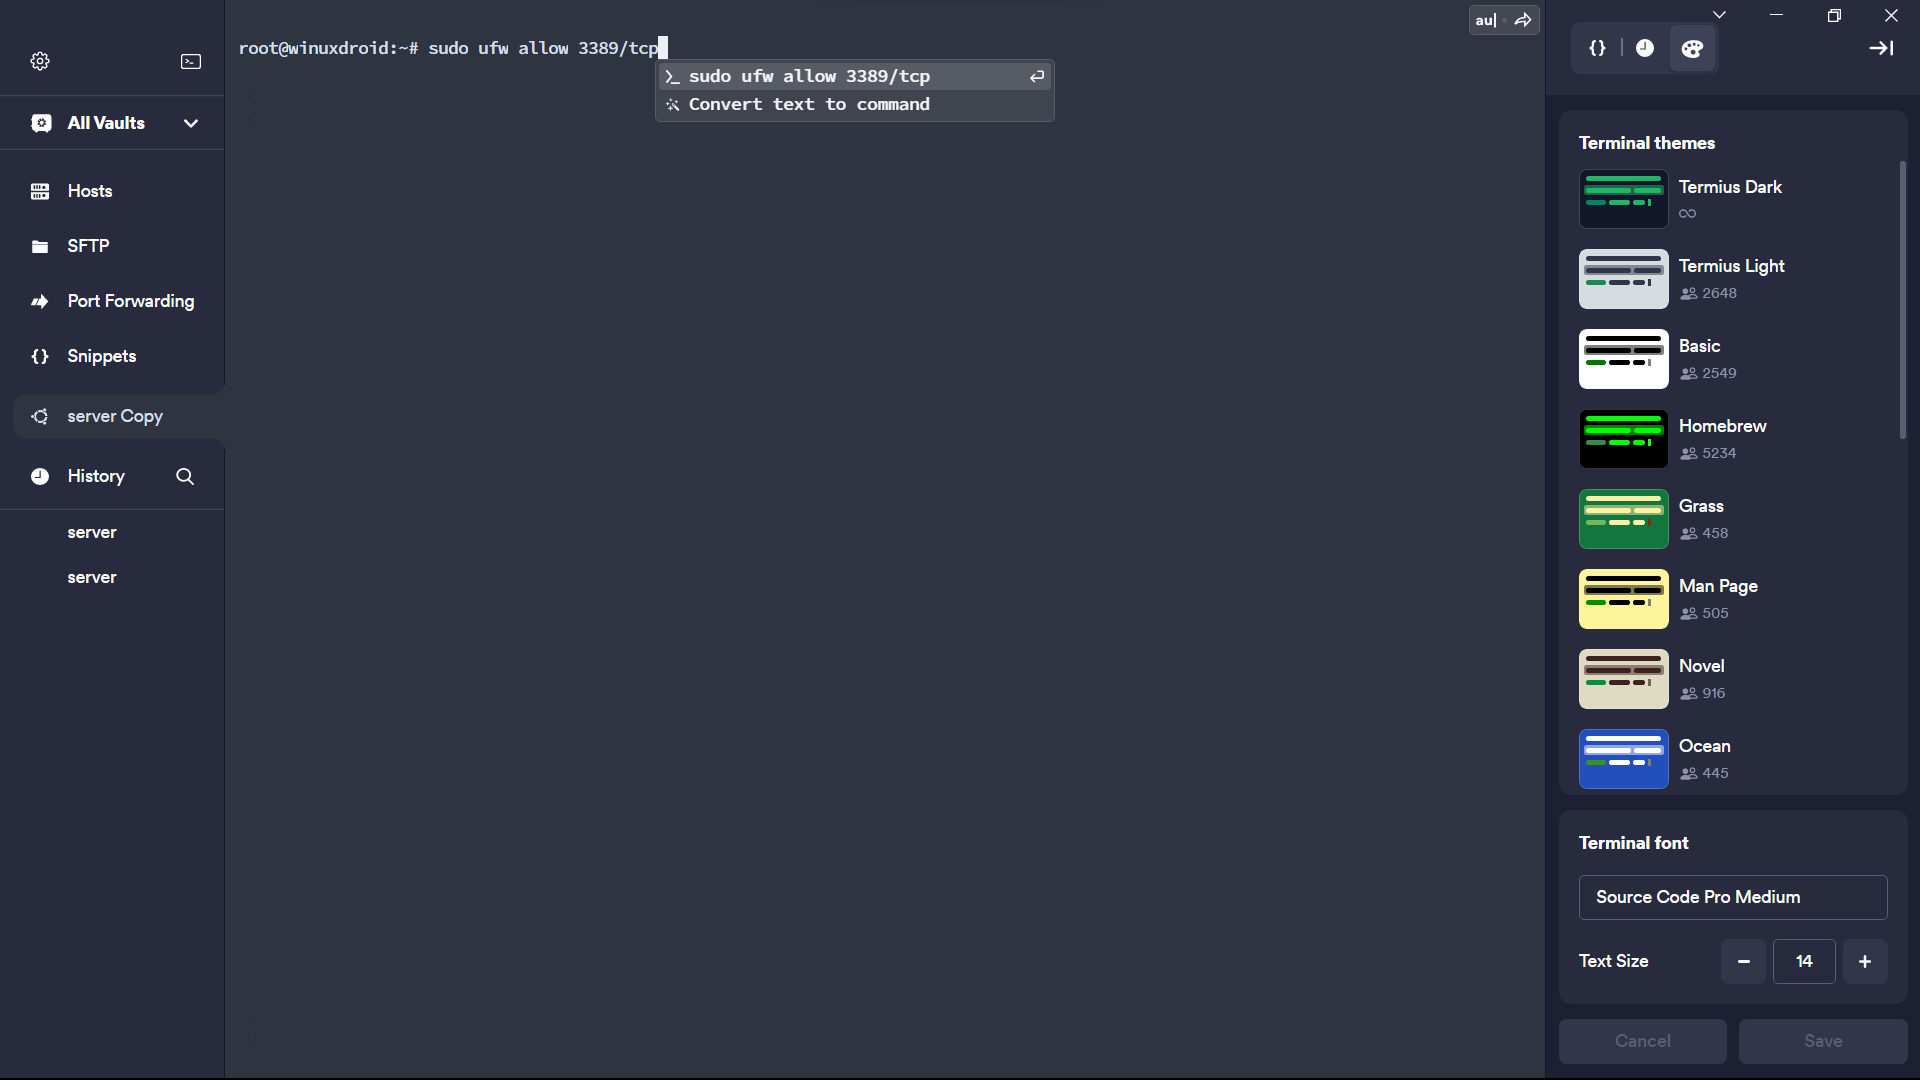 root@winuxdroid:~# sudo ufw allow 3389/tcp
sudo ufw allow 3389/tcp
Convert text to command
au|
All Vaults
Hosts
SFTP
Port Forwarding
Snippets
server Copy
History
server
server
Terminal themes
Termius Dark
∞
Termius Light
2648
Basic
2549
Homebrew
5234
Grass
458
Man Page
505
Novel
916
Ocean
445
Terminal font
Source Code Pro Medium
Text Size
14
Cancel
Save